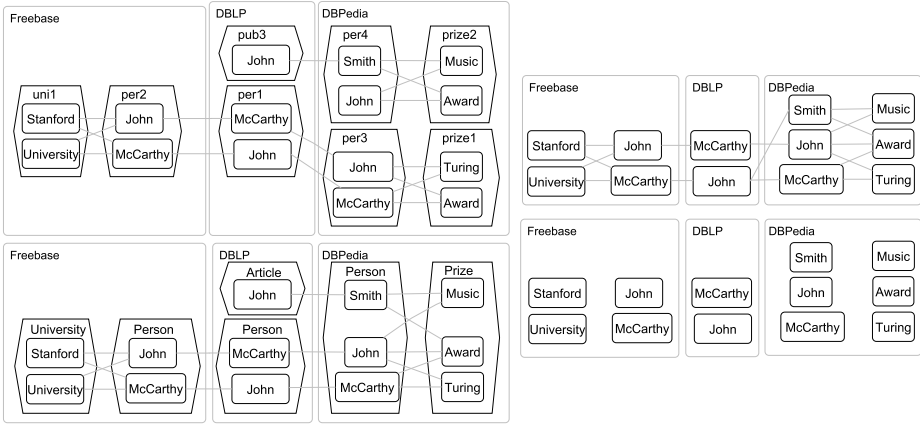 Freebase
DBLP
DBPedia
pub3
per4
prize2
John
Smith
Music
John
Award
uni1
per2
per1
Stanford
John
McCarthy
University
McCarthy
John
per3
prize1
John
Turing
McCarthy
Award
Freebase
DBLP
DBPedia
Article
Person
Prize
John
Smith
Music
University
Person
Person
Stanford
John
McCarthy
John
Award
University
McCarthy
John
McCarthy
Turing
Freebase
DBLP
DBPedia
Smith
Music
Stanford
John
McCarthy
John
Award
University
McCarthy
John
McCarthy
Turing
Freebase
DBLP
DBPedia
Smith
Music
Stanford
John
McCarthy
John
Award
University
McCarthy
John
McCarthy
Turing